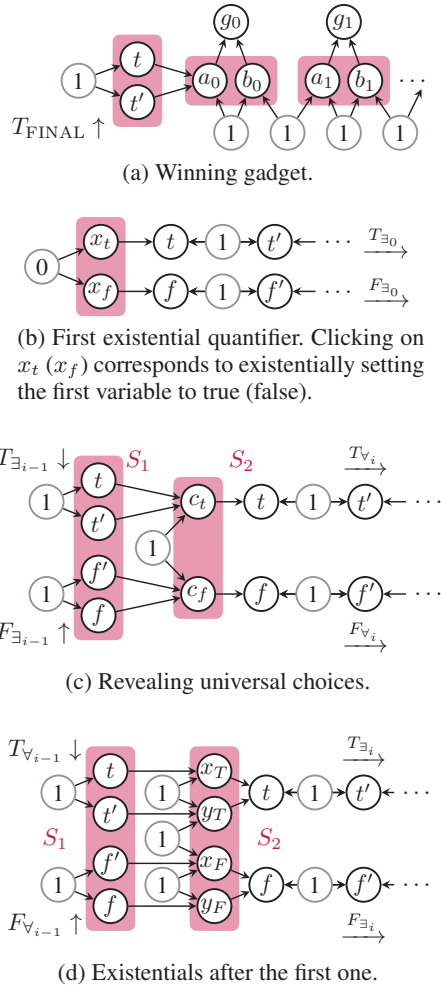 g₀ g₁
t
1 a₀ b₀ a₁ b₁ ⋯
t′
T_FINAL ↑ 1 1 1 1
(a) Winning gadget.
x_t t 1 t′ ⋯ T_∃₀
0
x_f f 1 f′ ⋯ F_∃₀
(b) First existential quantifier. Clicking on
x_t (x_f) corresponds to existentially setting
the first variable to true (false).
T_∃ᵢ₋₁ ↓ S₁ S₂ T_∀ᵢ
t
1 c_t t 1 t′ ⋯
t′
1
f′
1 c_f f 1 f′ ⋯
f
F_∃ᵢ₋₁ ↑ F_∀ᵢ
(c) Revealing universal choices.
T_∀ᵢ₋₁ ↓ T_∃ᵢ
t x_T
1 1 t 1 t′ ⋯
t′ y_T
S₁ 1 S₂
f′ x_F
1 1 f 1 f′ ⋯
f y_F
F_∀ᵢ₋₁ ↑ F_∃ᵢ
(d) Existentials after the first one.